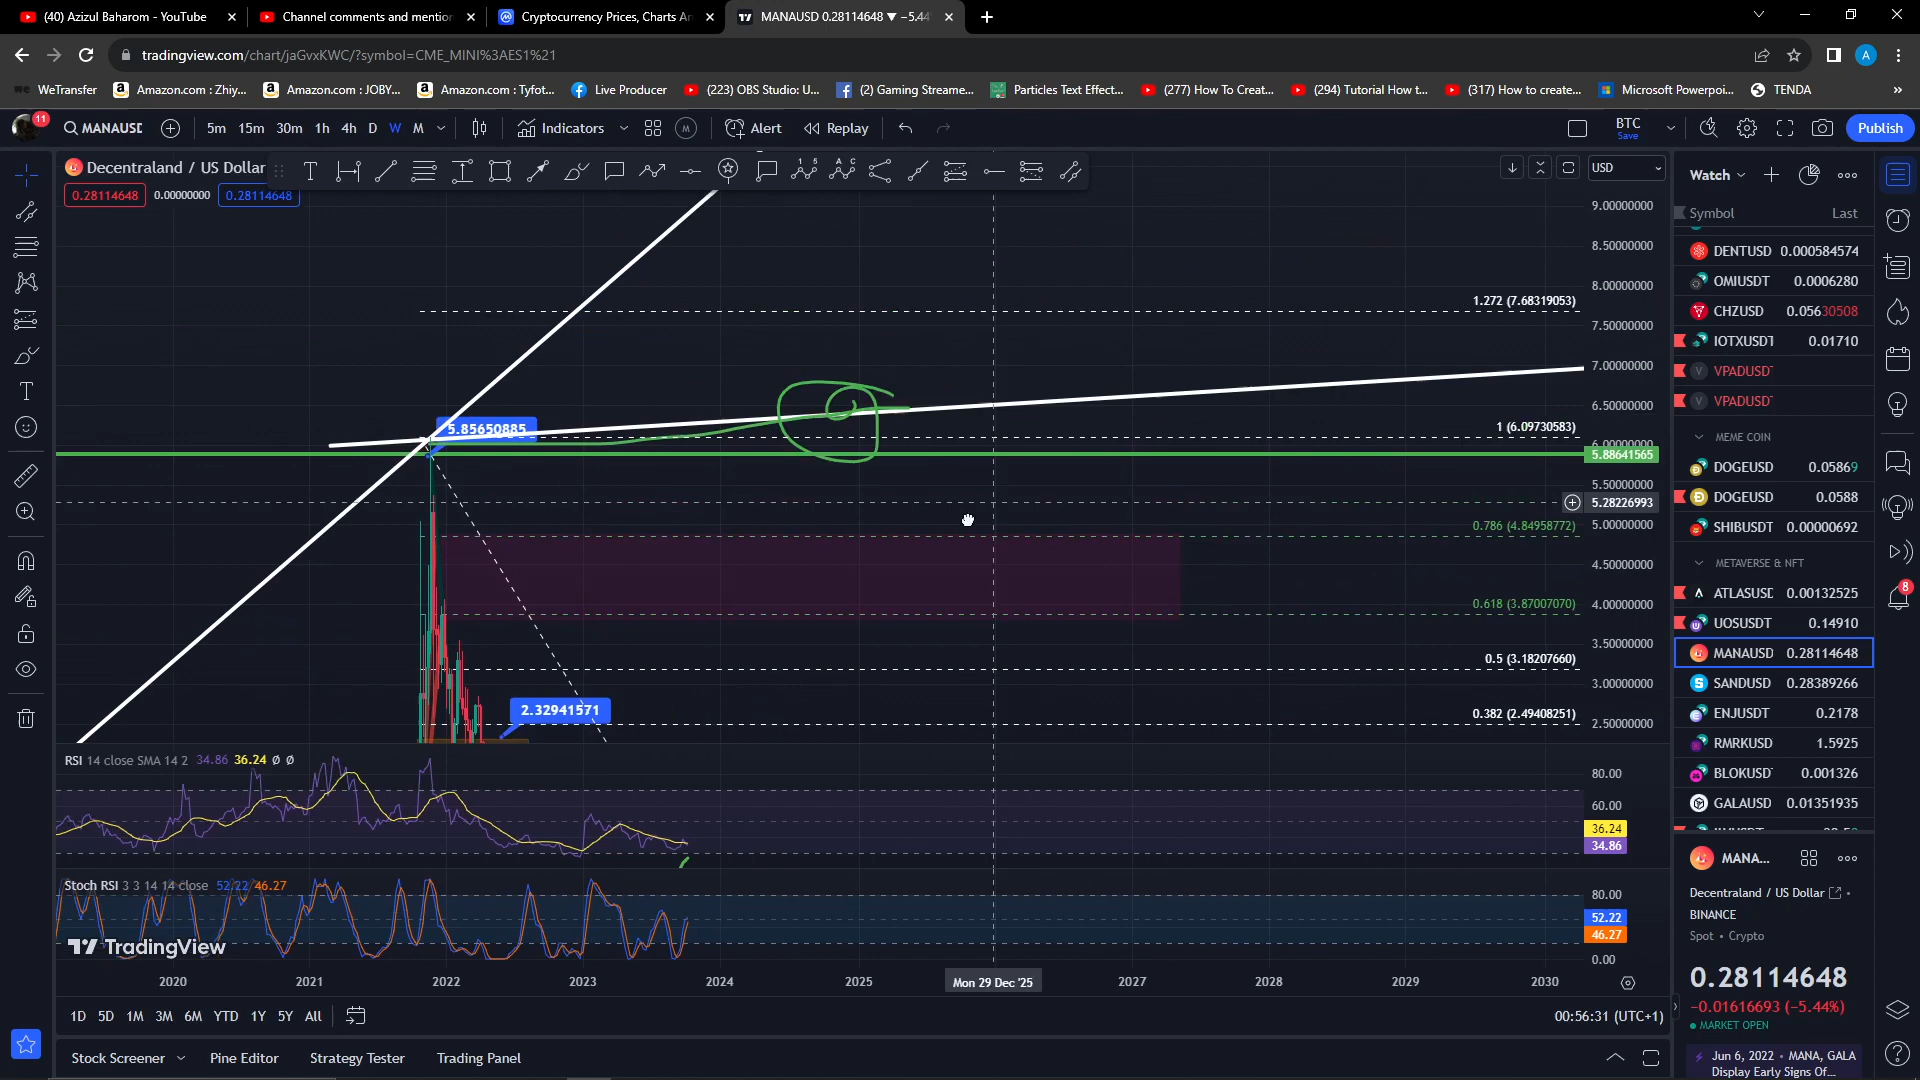 (40) Azizul Baharom - YouTube
Channel comments and mention
Cryptocurrency Prices, Charts An
MANAUSD 0.28114648 ▼ −5.44
tradingview.com/chart/jaGvxKWC/?symbol=CME_MINI%3AES1%21
A
WeTransfer
Amazon.com : Zhiy...
Amazon.com : JOBY...
Amazon.com : Tyfot...
Live Producer
(223) OBS Studio: U...
(2) Gaming Streame...
Particles Text Effect...
(277) How To Creat...
(294) Tutorial How t...
(317) How to create...
Microsoft Powerpoi...
TENDA
»
11
MANAUSD
5m 15m 30m 1h 4h D W M
Indicators
M
Alert
Replay
BTC
Save
Publish
Decentraland / US Dollar
0.28114648 0.00000000 0.28114648
USD
9.00000000
8.50000000
8.00000000
1.272 (7.68319053)
7.50000000
7.00000000
6.50000000
5.85650885
1 (6.09730583)
6.00000000
5.88641565
5.50000000
5.28226993
0.786 (4.84958772)
5.00000000
4.50000000
0.618 (3.87007070)
4.00000000
3.50000000
0.5 (3.18207660)
3.00000000
2.32941571
0.382 (2.49408251)
2.50000000
RSI 14 close SMA 14 2 34.86 36.24 Ø Ø
80.00
60.00
36.24
34.86
Stoch RSI 3 3 14 14 close 52.22 46.27
80.00
52.22
46.27
0.00
TradingView
2020 2021 2022 2023 2024 2025 Mon 29 Dec '25 2027 2028 2029 2030
1D 5D 1M 3M 6M YTD 1Y 5Y All
00:56:31 (UTC+1)
Stock Screener
Pine Editor
Strategy Tester
Trading Panel
Watch
Symbol Last
DENTUSD 0.000584574
OMIUSDT 0.0006280
CHZUSD 0.05630508
IOTXUSDT 0.01710
VPADUSDT
VPADUSDT
MEME COIN
DOGEUSD 0.05869
DOGEUSD 0.0588
SHIBUSDT 0.00000692
METAVERSE & NFT
ATLASUSD 0.00132525
UOSUSDT 0.14910
MANAUSD 0.28114648
SANDUSD 0.28389266
ENJUSDT 0.2178
RMRKUSD 1.5925
BLOKUSDT 0.001326
GALAUSD 0.01351935
MANA...
Decentraland / US Dollar
BINANCE
Spot • Crypto
0.28114648
−0.01616693 (−5.44%)
MARKET OPEN
Jun 6, 2022 • MANA, GALA
Display Early Signs Of...
8